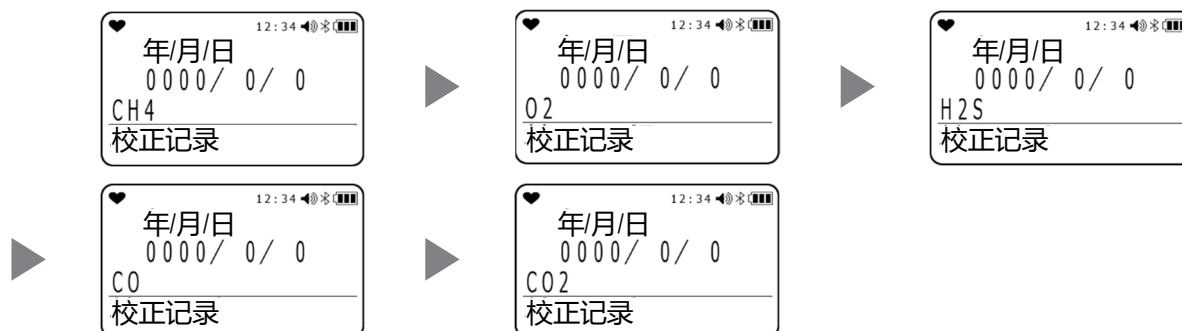 12:34
年/月/日
0000/ 0/ 0
CH4
校正记录
12:34
年/月/日
0000/ 0/ 0
O2
校正记录
12:34
年/月/日
0000/ 0/ 0
H2S
校正记录
12:34
年/月/日
0000/ 0/ 0
CO
校正记录
12:34
年/月/日
0000/ 0/ 0
CO2
校正记录